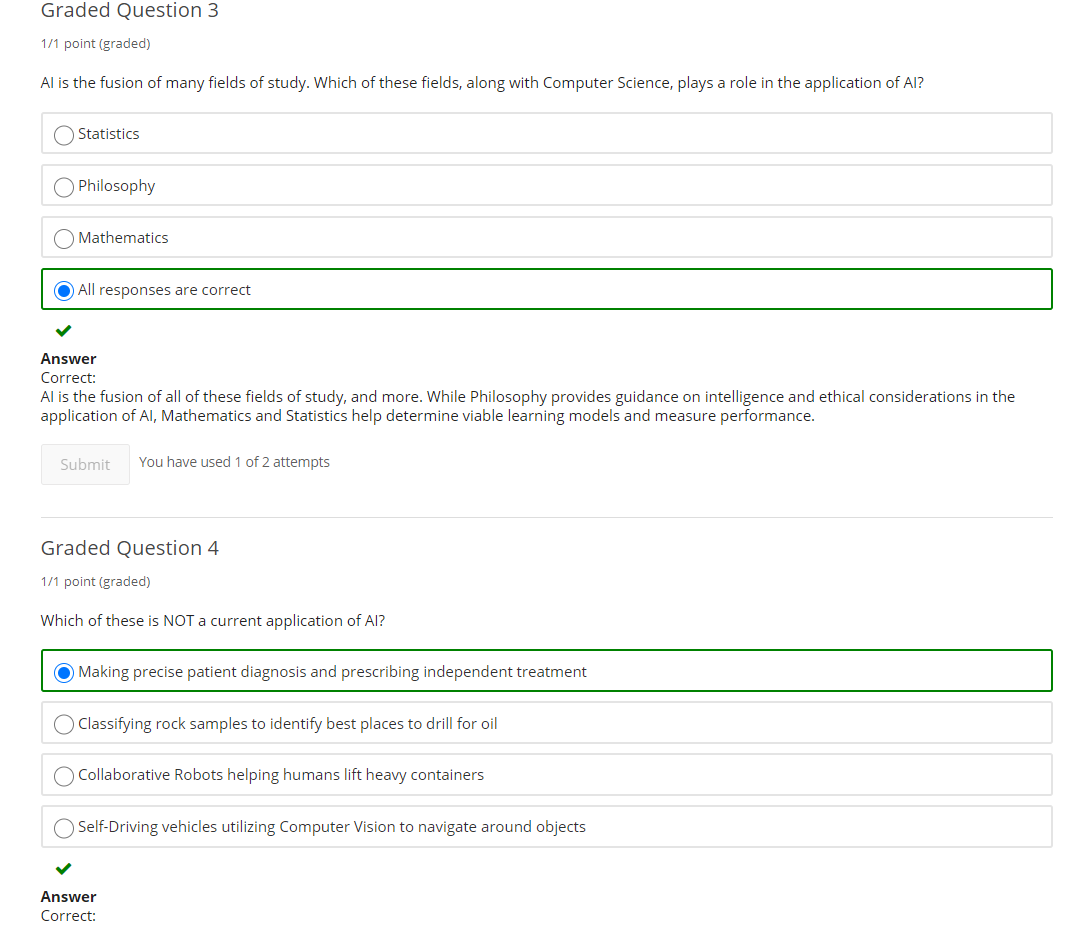 Graded Question 3
1/1 point (graded)
AI is the fusion of many fields of study. Which of these fields, along with Computer Science, plays a role in the application of AI?
Statistics
Philosophy
Mathematics
All responses are correct
Answer
Correct:
AI is the fusion of all of these fields of study, and more. While Philosophy provides guidance on intelligence and ethical considerations in the
application of AI, Mathematics and Statistics help determine viable learning models and measure performance.
Submit You have used 1 of 2 attempts
Graded Question 4
1/1 point (graded)
Which of these is NOT a current application of AI?
Making precise patient diagnosis and prescribing independent treatment
Classifying rock samples to identify best places to drill for oil
Collaborative Robots helping humans lift heavy containers
Self-Driving vehicles utilizing Computer Vision to navigate around objects
Answer
Correct: